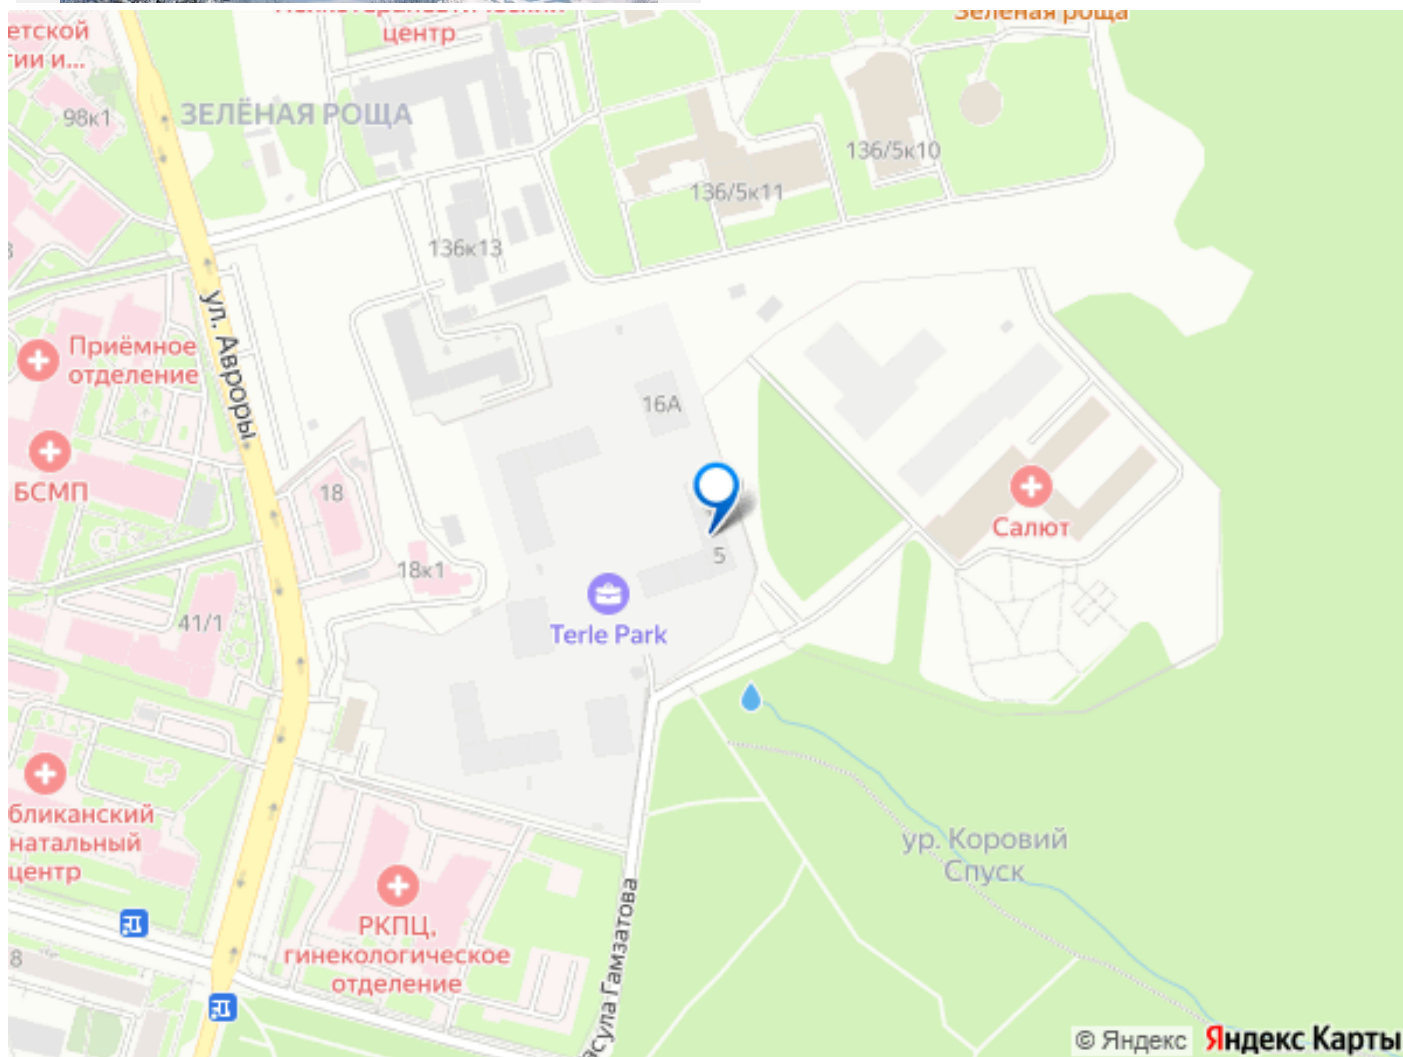 етской
гии и...
центр
Зелёная роща
98к1
ЗЕЛЁНАЯ РОЩА
136/5к10
136/5к11
136к13
ул. Авроры
Приёмное
отделение
16А
БСМП
18
Салют
5
18к1
41/1
Terle Park
бликанский
натальный
центр
ур. Коровий
Спуск
РКПЦ,
гинекологическое
отделение
8
асула Гамзатова
© Яндекс Яндекс Карты